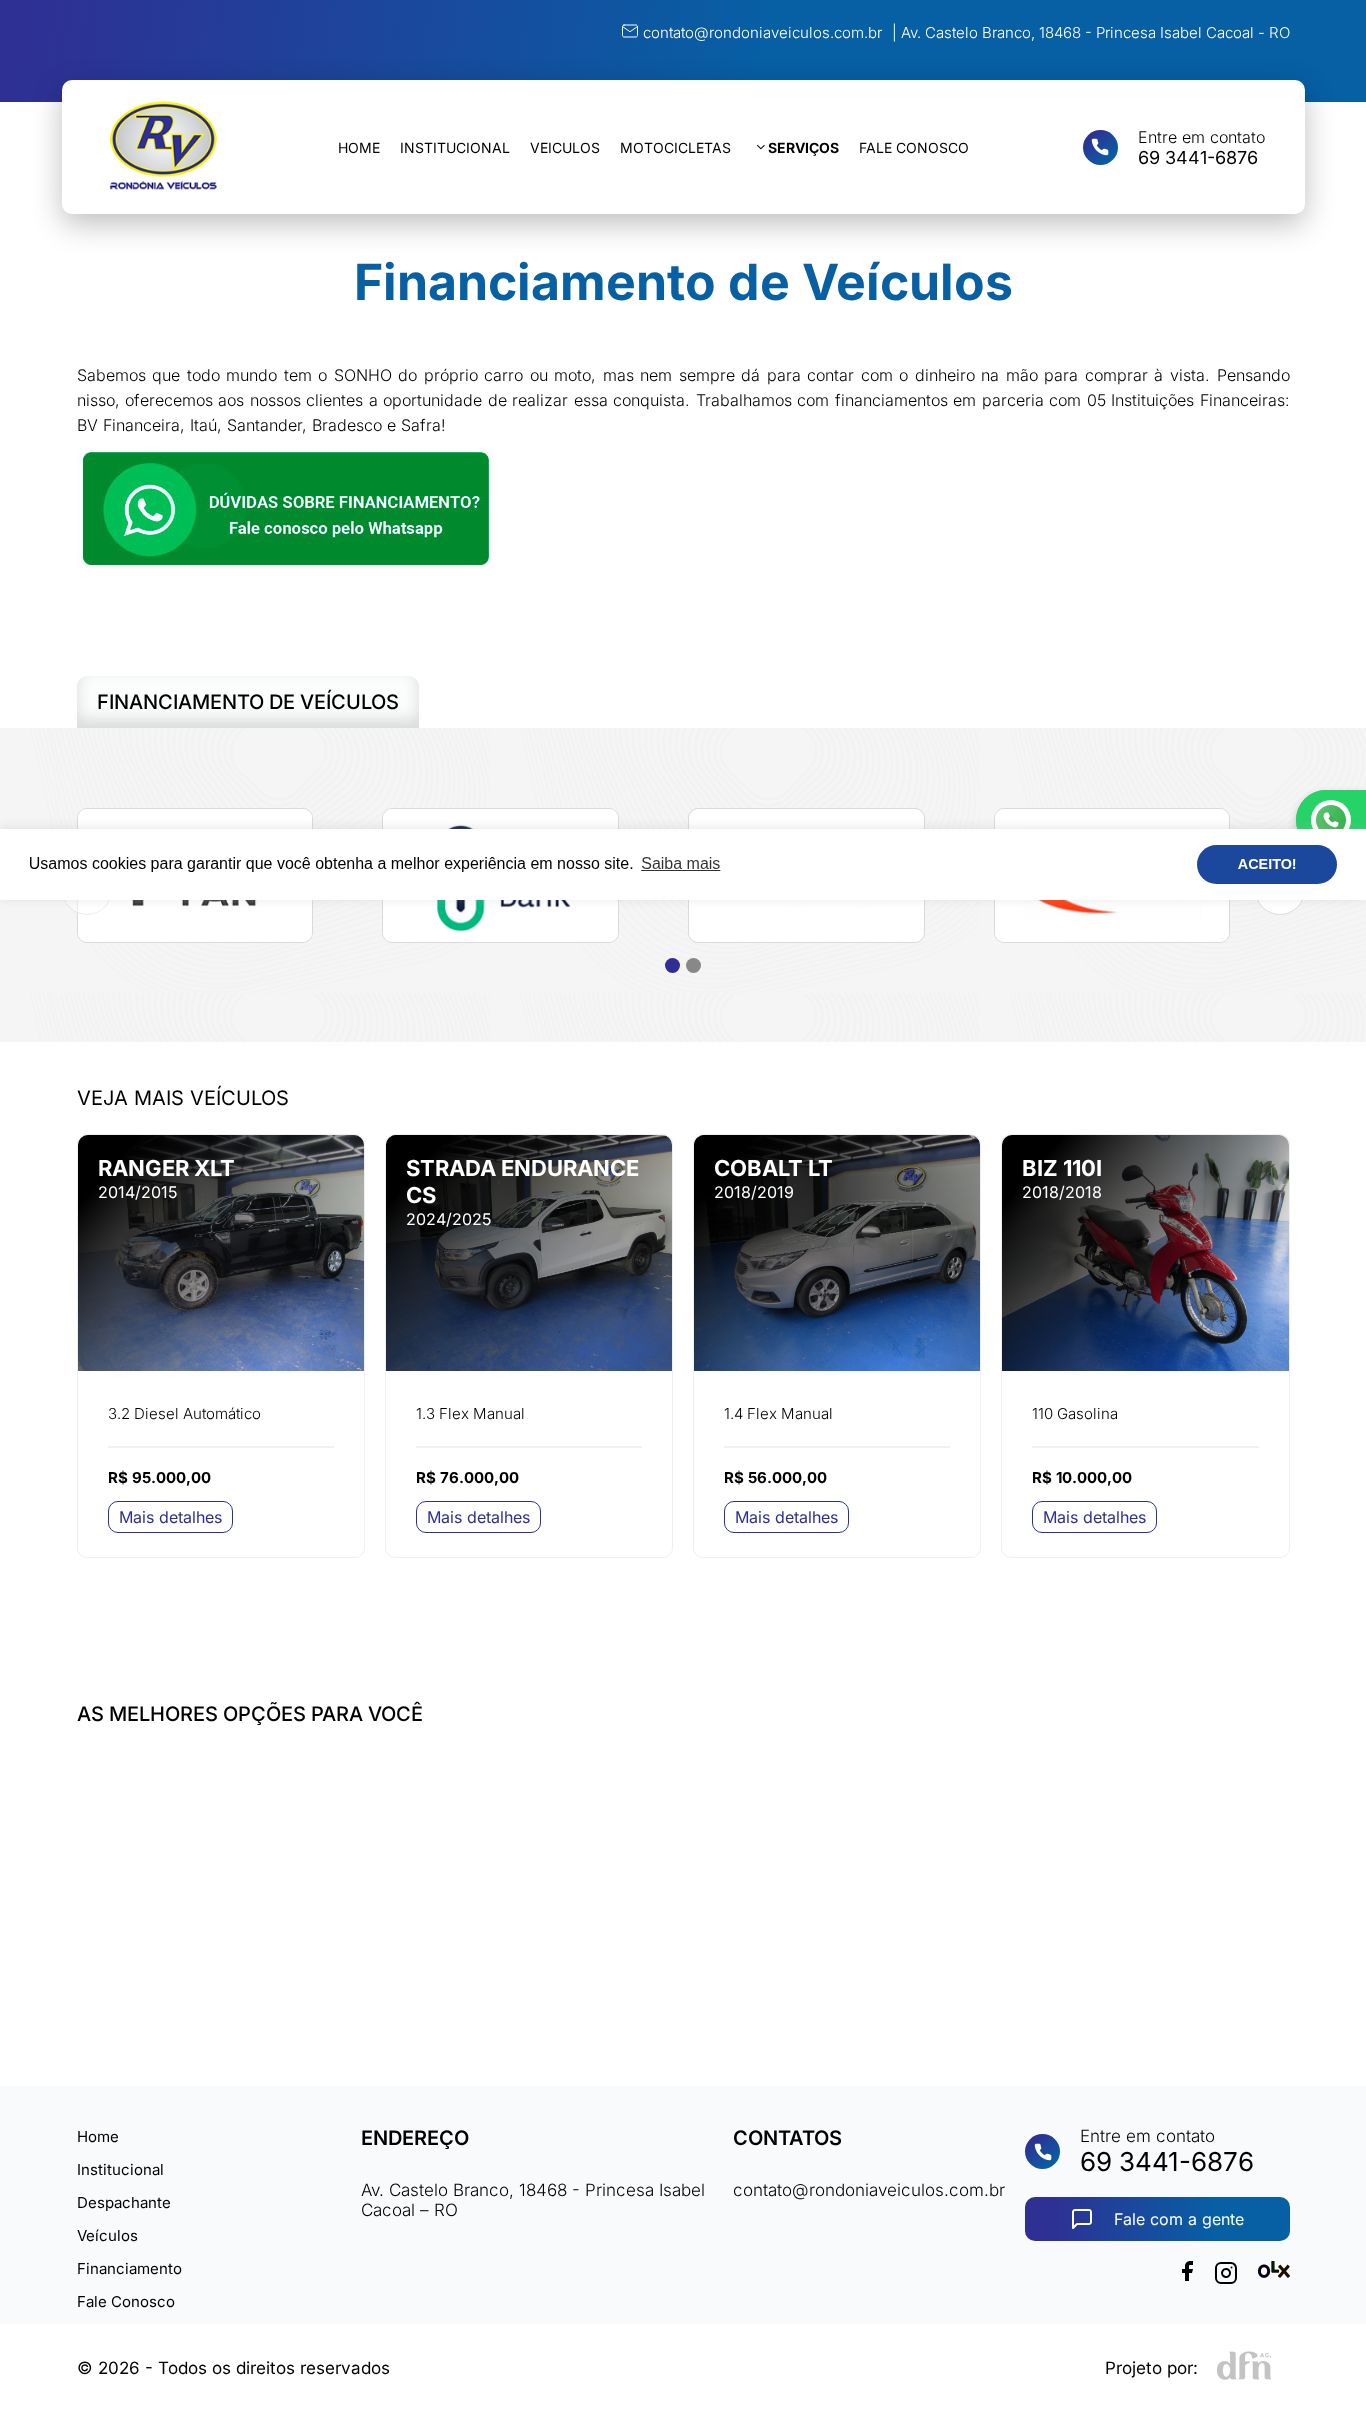 contato@rondoniaveiculos.com.br | Av. Castelo Branco, 18468 - Princesa Isabel Cacoal - RO
RV
RONDÔNIA VEÍCULOS
HOME INSTITUCIONAL VEICULOS MOTOCICLETAS SERVIÇOS FALE CONOSCO
Entre em contato
69 3441-6876
Financiamento de Veículos
Sabemos que todo mundo tem o SONHO do próprio carro ou moto, mas nem sempre dá para contar com o dinheiro na mão para comprar à vista. Pensando
nisso, oferecemos aos nossos clientes a oportunidade de realizar essa conquista. Trabalhamos com financiamentos em parceria com 05 Instituições Financeiras:
BV Financeira, Itaú, Santander, Bradesco e Safra!
DÚVIDAS SOBRE FINANCIAMENTO?
Fale conosco pelo Whatsapp
FINANCIAMENTO DE VEÍCULOS
Usamos cookies para garantir que você obtenha a melhor experiência em nosso site. Saiba mais
ACEITO!
PAN
Bank
VEJA MAIS VEÍCULOS
RANGER XLT
2014/2015
3.2 Diesel Automático
R$ 95.000,00
Mais detalhes
STRADA ENDURANCE
CS
2024/2025
1.3 Flex Manual
R$ 76.000,00
Mais detalhes
COBALT LT
2018/2019
1.4 Flex Manual
R$ 56.000,00
Mais detalhes
BIZ 110I
2018/2018
110 Gasolina
R$ 10.000,00
Mais detalhes
AS MELHORES OPÇÕES PARA VOCÊ
Home
Institucional
Despachante
Veículos
Financiamento
Fale Conosco
ENDEREÇO
Av. Castelo Branco, 18468 - Princesa Isabel
Cacoal – RO
CONTATOS
contato@rondoniaveiculos.com.br
Entre em contato
69 3441-6876
Fale com a gente
olx
© 2026 - Todos os direitos reservados
Projeto por:
dfn AG.